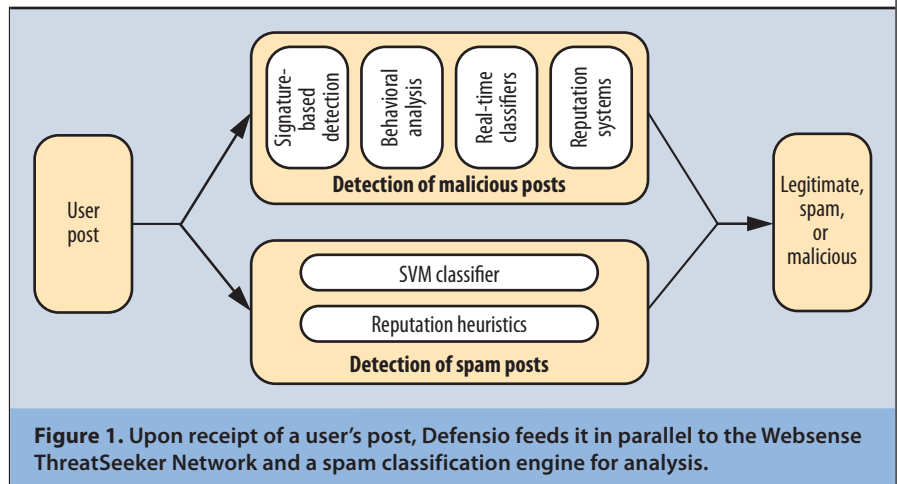 User
post
Signature-
based
detection
Behavioral
analysis
Real-time
classifiers
Reputation
systems
Detection of malicious posts
SVM classifier
Reputation heuristics
Detection of spam posts
Legitimate,
spam,
or
malicious
Figure 1. Upon receipt of a user’s post, Defensio feeds it in parallel to the Websense
ThreatSeeker Network and a spam classification engine for analysis.